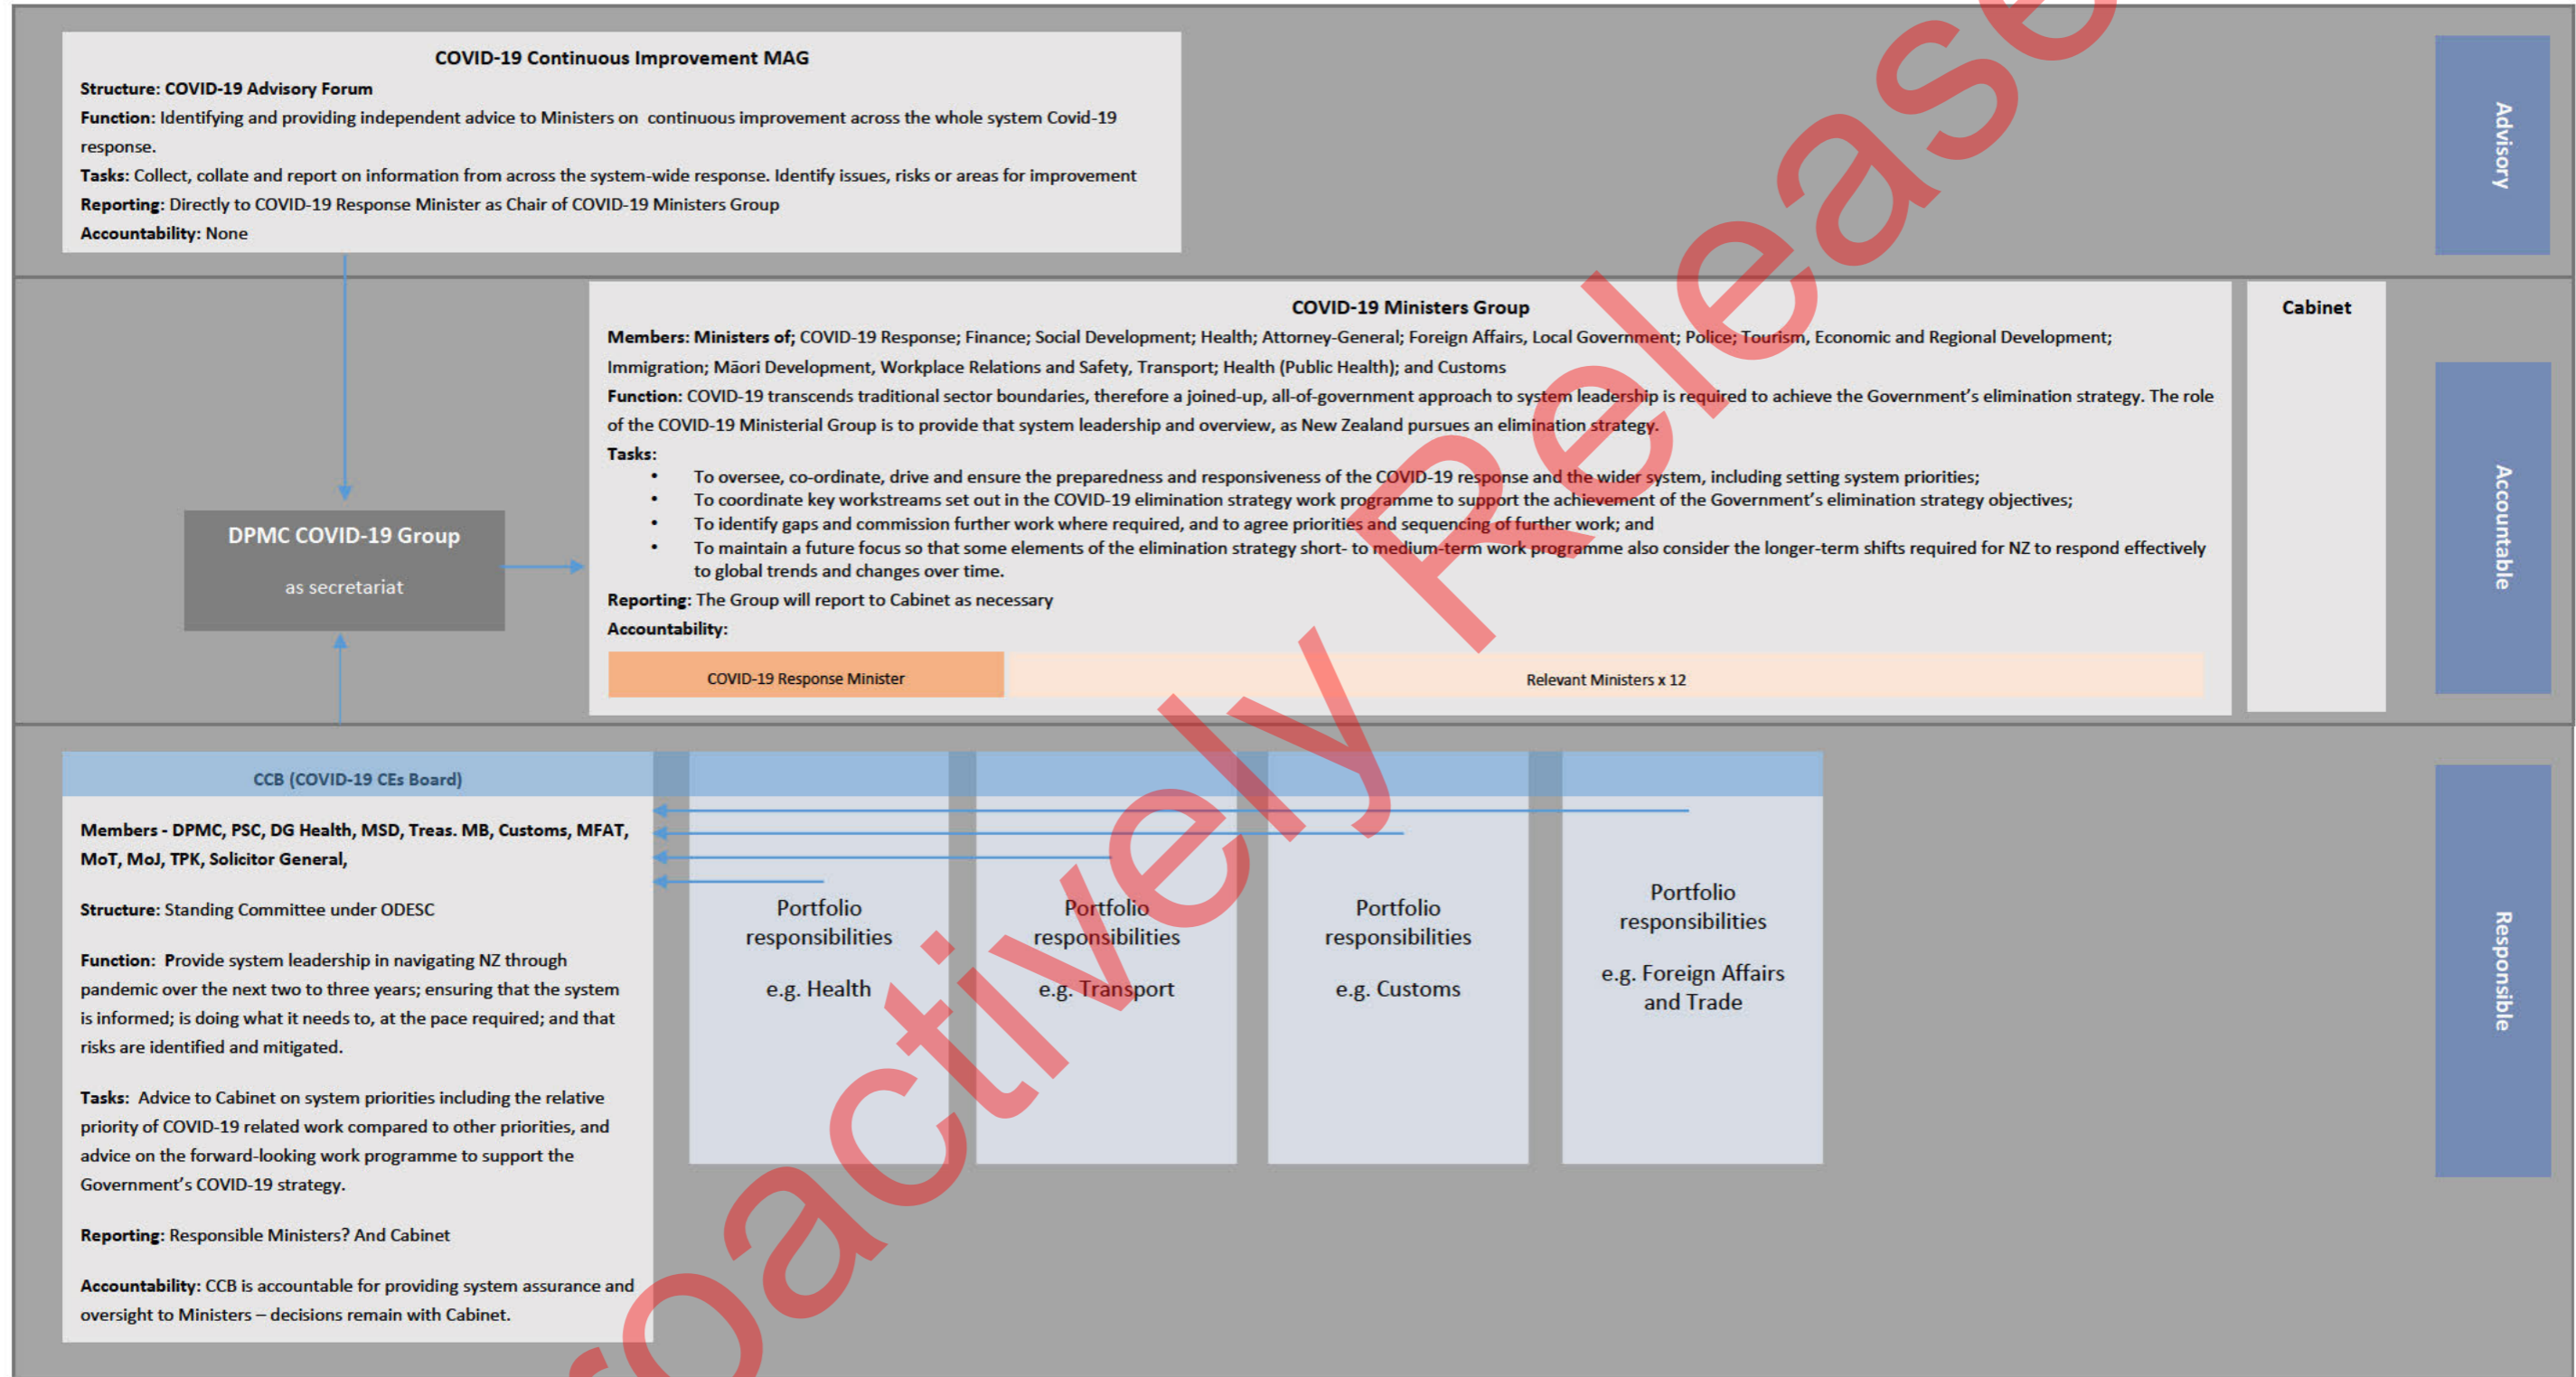 COVID-19 Continuous Improvement MAG
Structure: COVID-19 Advisory Forum
Function: Identifying and providing independent advice to Ministers on continuous improvement across the whole system Covid-19
response.
Tasks: Collect, collate and report on information from across the system-wide response. Identify issues, risks or areas for improvement
Reporting: Directly to COVID-19 Response Minister as Chair of COVID-19 Ministers Group
Accountability: None
Advisory
COVID-19 Ministers Group
Members: Ministers of; COVID-19 Response; Finance; Social Development; Health; Attorney-General; Foreign Affairs, Local Government; Police; Tourism, Economic and Regional Development;
Immigration; Māori Development, Workplace Relations and Safety, Transport; Health (Public Health); and Customs
Function: COVID-19 transcends traditional sector boundaries, therefore a joined-up, all-of-government approach to system leadership is required to achieve the Government's elimination strategy. The role
of the COVID-19 Ministerial Group is to provide that system leadership and overview, as New Zealand pursues an elimination strategy.
Tasks:
• To oversee, co-ordinate, drive and ensure the preparedness and responsiveness of the COVID-19 response and the wider system, including setting system priorities;
• To coordinate key workstreams set out in the COVID-19 elimination strategy work programme to support the achievement of the Government's elimination strategy objectives;
• To identify gaps and commission further work where required, and to agree priorities and sequencing of further work; and
• To maintain a future focus so that some elements of the elimination strategy short- to medium-term work programme also consider the longer-term shifts required for NZ to respond effectively
to global trends and changes over time.
Reporting: The Group will report to Cabinet as necessary
Accountability:
COVID-19 Response Minister
Relevant Ministers x 12
Cabinet
Accountable
DPMC COVID-19 Group
as secretariat
CCB (COVID-19 CEs Board)
Members - DPMC, PSC, DG Health, MSD, Treas. MB, Customs, MFAT,
MoT, MoJ, TPK, Solicitor General,
Structure: Standing Committee under ODESC
Function: Provide system leadership in navigating NZ through
pandemic over the next two to three years; ensuring that the system
is informed; is doing what it needs to, at the pace required; and that
risks are identified and mitigated.
Tasks: Advice to Cabinet on system priorities including the relative
priority of COVID-19 related work compared to other priorities, and
advice on the forward-looking work programme to support the
Government's COVID-19 strategy.
Reporting: Responsible Ministers? And Cabinet
Accountability: CCB is accountable for providing system assurance and
oversight to Ministers – decisions remain with Cabinet.
Portfolio
responsibilities
e.g. Health
Portfolio
responsibilities
e.g. Transport
Portfolio
responsibilities
e.g. Customs
Portfolio
responsibilities
e.g. Foreign Affairs
and Trade
Responsible
roactively Release